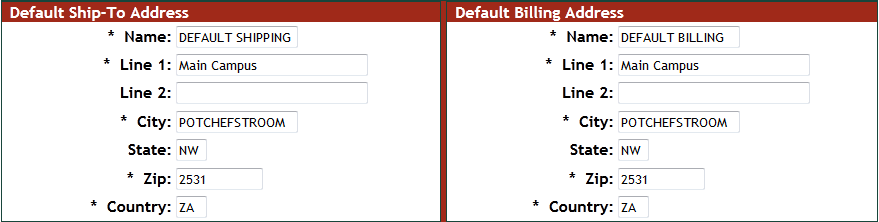 Default Ship-To Address
* Name: DEFAULT SHIPPING
* Line 1: Main Campus
Line 2:
* City: POTCHEFSTROOM
State: NW
* Zip: 2531
* Country: ZA
Default Billing Address
* Name: DEFAULT BILLING
* Line 1: Main Campus
Line 2:
* City: POTCHEFSTROOM
State: NW
* Zip: 2531
* Country: ZA